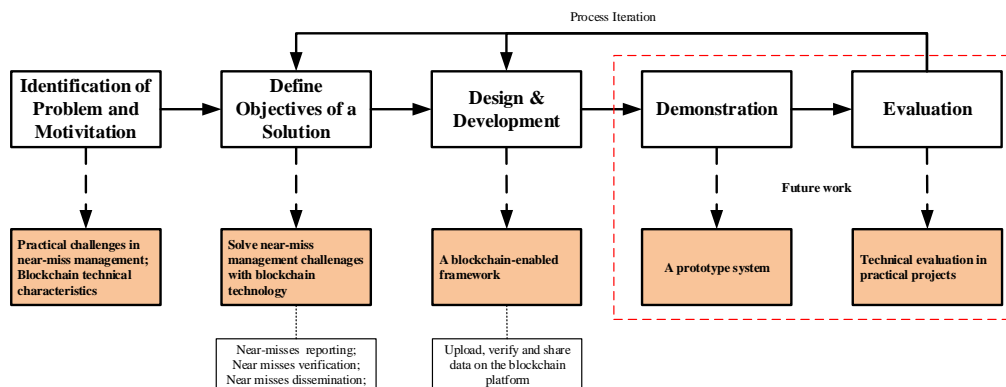 Process Iteration
Identification of
Problem and
Motivitation
Define
Objectives of a
Solution
Design &
Development
Demonstration
Evaluation
Future work
Practical challenges in
near-miss management;
Blockchain technical
characteristics
Solve near-miss
management challenages
with blockchain
technology
A blockchain-enabled
framework
A prototype system
Technical evaluation in
practical projects
Near-misses reporting;
Near misses verification;
Near misses dissemination;
Upload, verify and share
data on the blockchain
platform